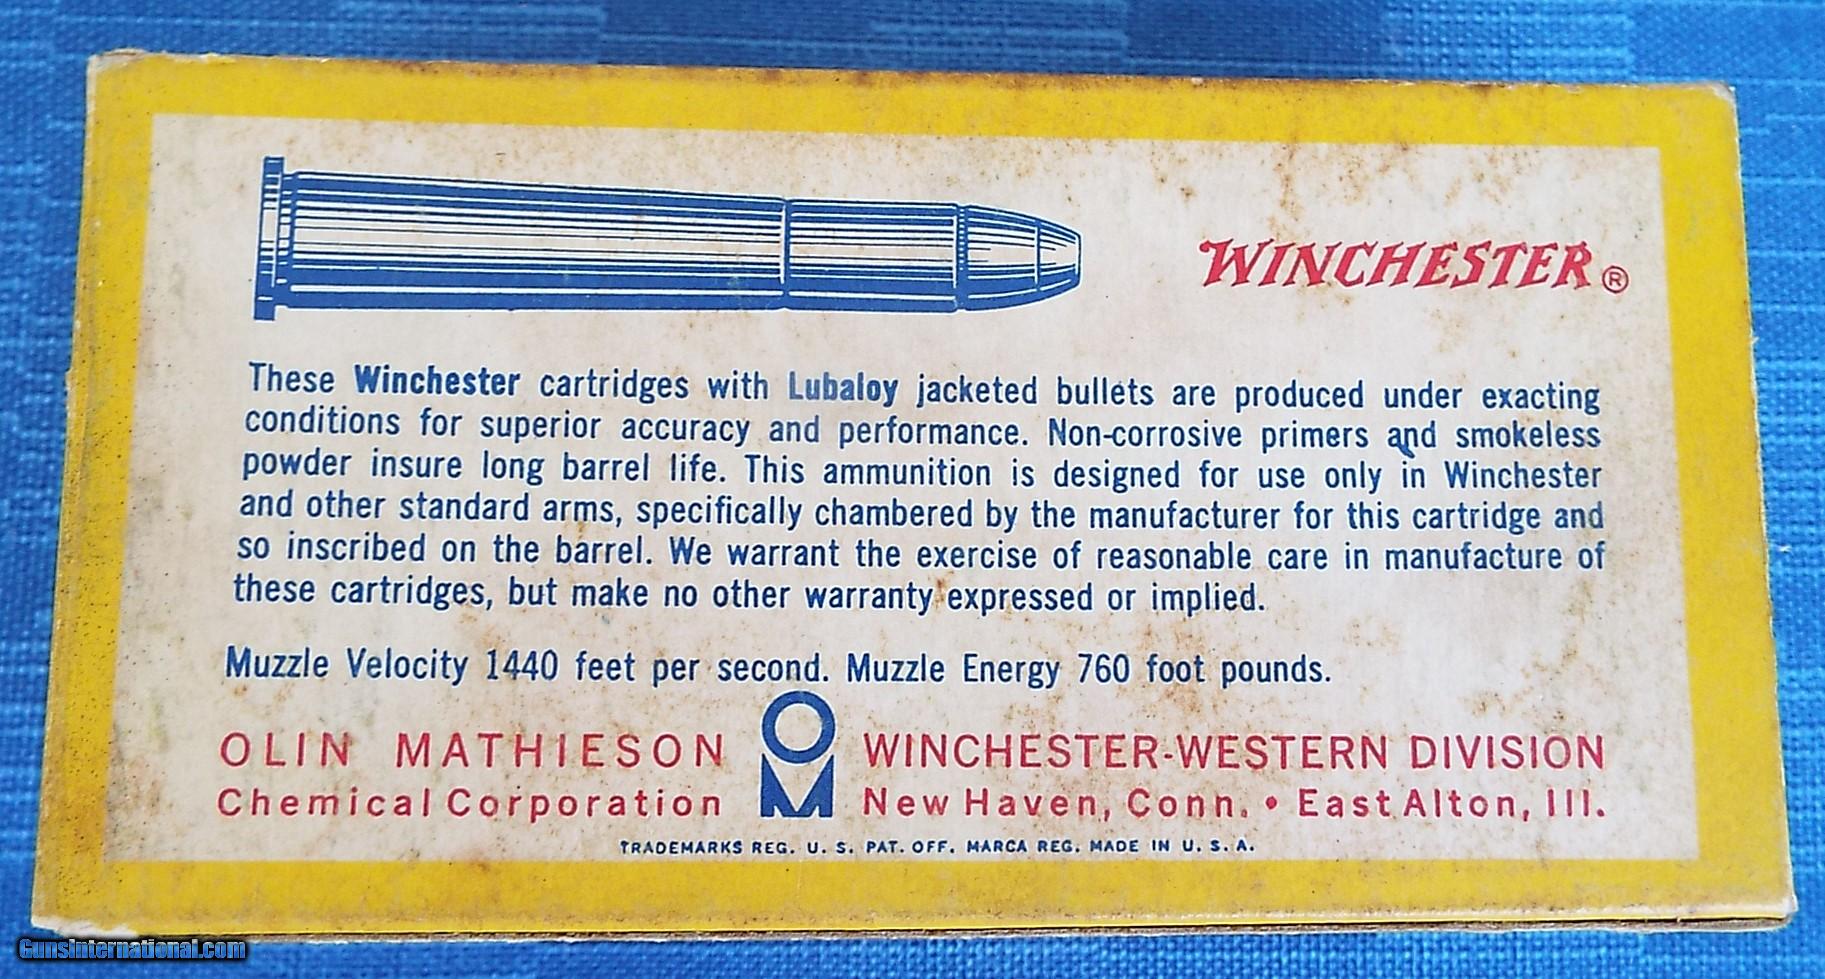 WINCHESTER®
These Winchester cartridges with Lubaloy jacketed bullets are produced under exacting
conditions for superior accuracy and performance. Non-corrosive primers and smokeless
powder insure long barrel life. This ammunition is designed for use only in Winchester
and other standard arms, specifically chambered by the manufacturer for this cartridge and
so inscribed on the barrel. We warrant the exercise of reasonable care in manufacture of
these cartridges, but make no other warranty expressed or implied.
Muzzle Velocity 1440 feet per second. Muzzle Energy 760 foot pounds.
OLIN MATHIESON
Chemical Corporation
OM
WINCHESTER-WESTERN DIVISION
New Haven, Conn. • East Alton, Ill.
TRADEMARKS REG. U. S. PAT. OFF. MARCA REG. MADE IN U. S. A.
GunsInternational.com